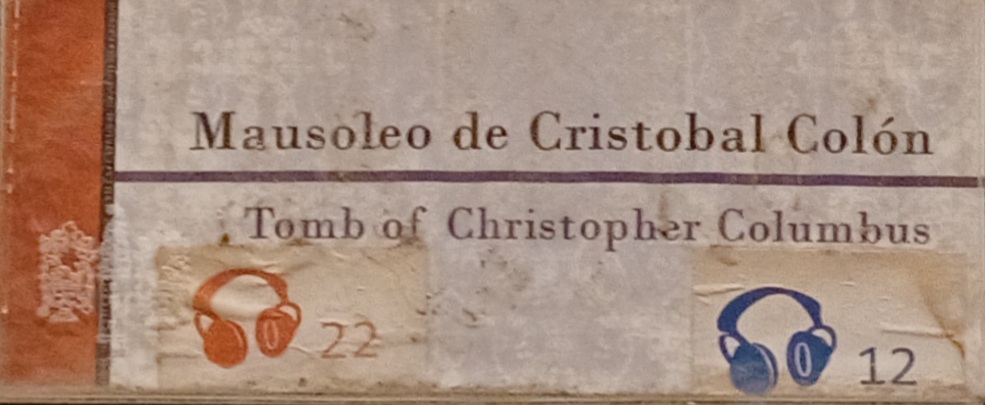 Mausoleo de Cristobal Colón
Tomb of Christopher Columbus
22
12